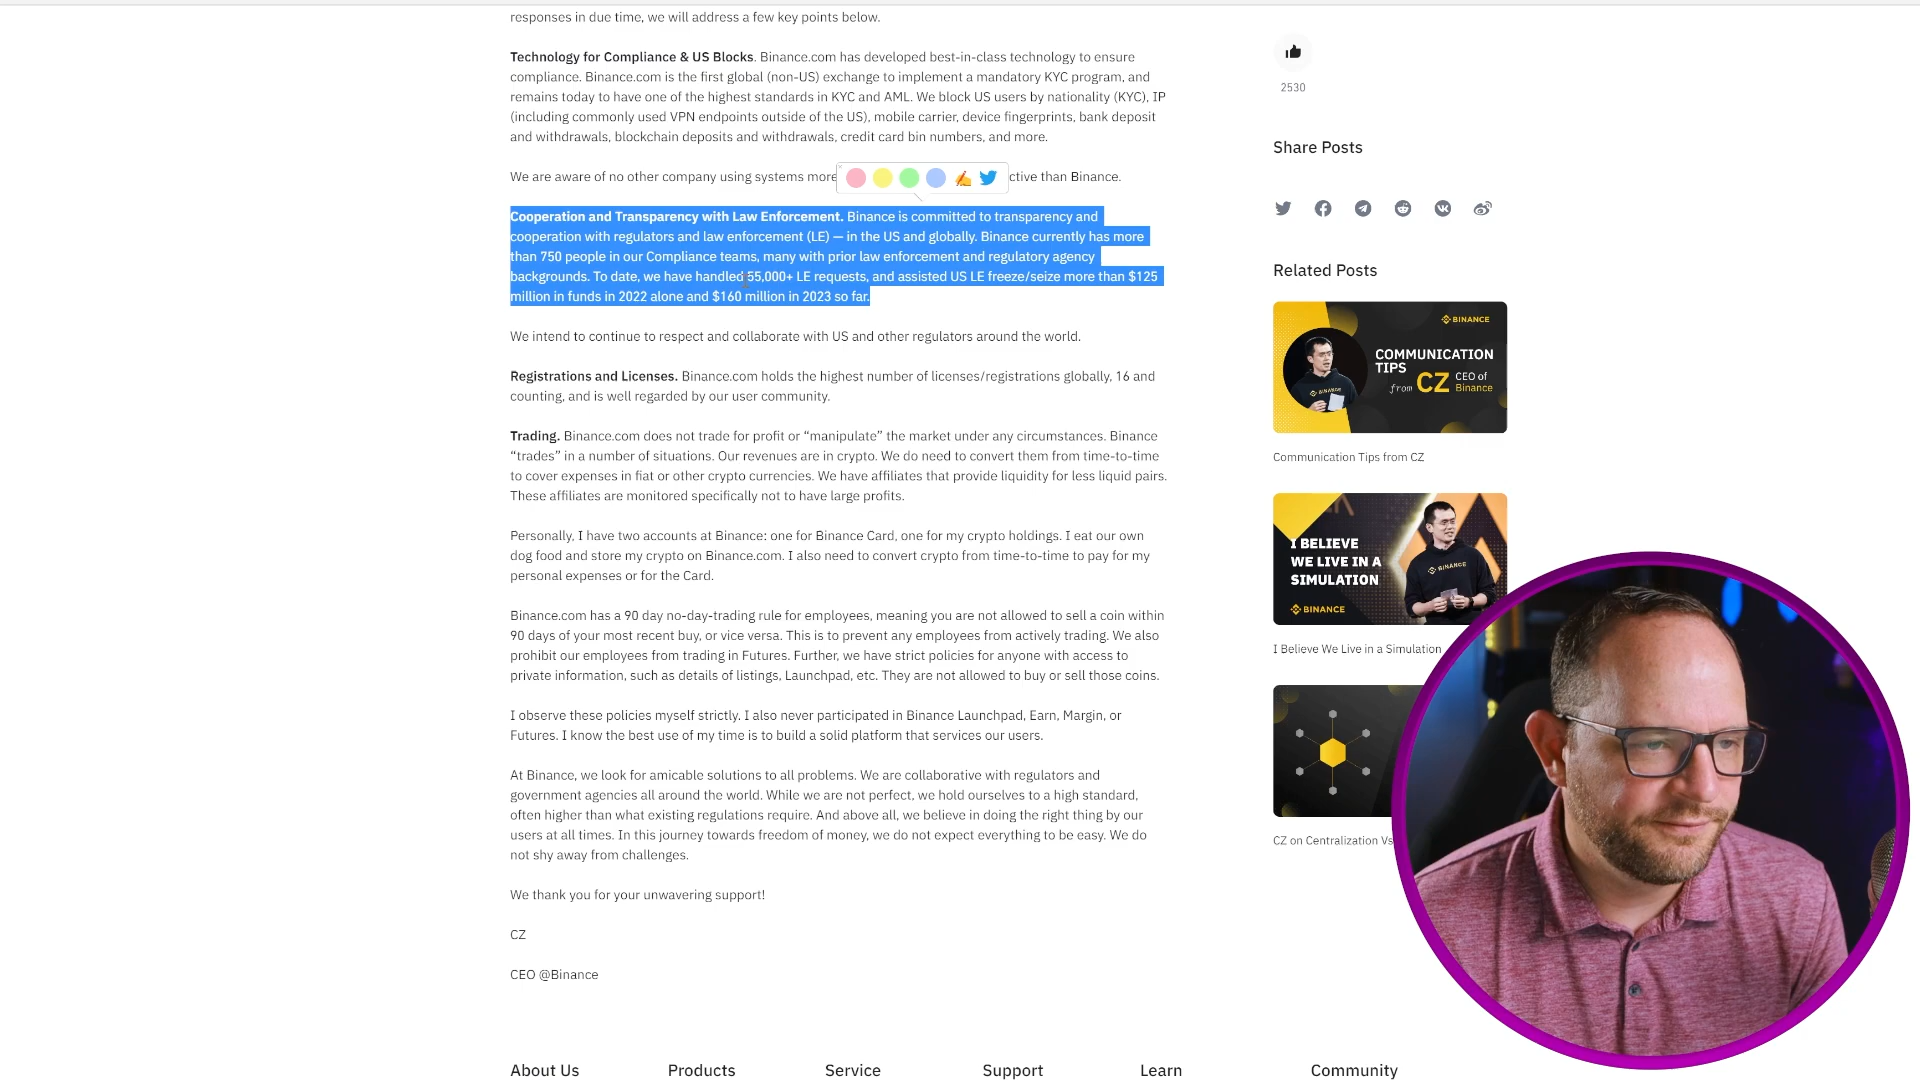 responses in due time, we will address a few key points below.
Technology for Compliance & US Blocks. Binance.com has developed best-in-class technology to ensure
compliance. Binance.com is the first global (non-US) exchange to implement a mandatory KYC program, and
remains today to have one of the highest standards in KYC and AML. We block US users by nationality (KYC), IP
(including commonly used VPN endpoints outside of the US), mobile carrier, device fingerprints, bank deposit
and withdrawals, blockchain deposits and withdrawals, credit card bin numbers, and more.
We are aware of no other company using systems more
ctive than Binance.
Cooperation and Transparency with Law Enforcement. Binance is committed to transparency and
cooperation with regulators and law enforcement (LE) — in the US and globally. Binance currently has more
than 750 people in our Compliance teams, many with prior law enforcement and regulatory agency
backgrounds. To date, we have handled 55,000+ LE requests, and assisted US LE freeze/seize more than $125
million in funds in 2022 alone and $160 million in 2023 so far.
We intend to continue to respect and collaborate with US and other regulators around the world.
Registrations and Licenses. Binance.com holds the highest number of licenses/registrations globally, 16 and
counting, and is well regarded by our user community.
Trading. Binance.com does not trade for profit or “manipulate” the market under any circumstances. Binance
“trades” in a number of situations. Our revenues are in crypto. We do need to convert them from time-to-time
to cover expenses in fiat or other crypto currencies. We have affiliates that provide liquidity for less liquid pairs.
These affiliates are monitored specifically not to have large profits.
Personally, I have two accounts at Binance: one for Binance Card, one for my crypto holdings. I eat our own
dog food and store my crypto on Binance.com. I also need to convert crypto from time-to-time to pay for my
personal expenses or for the Card.
Binance.com has a 90 day no-day-trading rule for employees, meaning you are not allowed to sell a coin within
90 days of your most recent buy, or vice versa. This is to prevent any employees from actively trading. We also
prohibit our employees from trading in Futures. Further, we have strict policies for anyone with access to
private information, such as details of listings, Launchpad, etc. They are not allowed to buy or sell those coins.
I observe these policies myself strictly. I also never participated in Binance Launchpad, Earn, Margin, or
Futures. I know the best use of my time is to build a solid platform that services our users.
At Binance, we look for amicable solutions to all problems. We are collaborative with regulators and
government agencies all around the world. While we are not perfect, we hold ourselves to a high standard,
often higher than what existing regulations require. And above all, we believe in doing the right thing by our
users at all times. In this journey towards freedom of money, we do not expect everything to be easy. We do
not shy away from challenges.
We thank you for your unwavering support!
CZ
CEO @Binance
2530
Share Posts
Related Posts
BINANCE
COMMUNICATION
TIPS
from CZ CEO of
Binance
BINANCE
Communication Tips from CZ
I BELIEVE
WE LIVE IN A
SIMULATION
BINANCE
BINANCE
I Believe We Live in a Simulation
CZ on Centralization Vs
About Us Products Service Support Learn Community